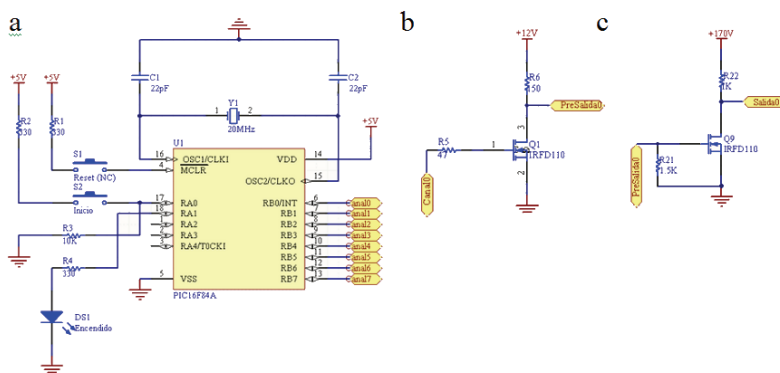 a
b
c
+12V
+170V
C1
22pF
C2
22pF
+5V
+5V
R6
150
R22
1K
PreSalida0
Salida0
Y1
1
2
20MHz
+5V
R2
330
R1
330
U1
3
Q1
IRFD110
Q9
IRFD110
R5
47
1
2
S1
Reset (NC)
S2
Inicio
16
OSC1/CLKI
VDD
14
4
MCLR
OSC2/CLKO
15
R21
1.5K
PreSalida0
Canal0
17
RA0
RB0/INT
6
Canal0
18
RA1
RB1
7
Canal1
1
RA2
RB2
8
Canal2
2
RA3
RB3
9
Canal3
3
RA4/T0CKI
RB4
10
Canal4
RB5
11
Canal5
RB6
12
Canal6
5
VSS
RB7
13
Canal7
R3
10K
R4
330
PIC16F84A
DS1
Encendido